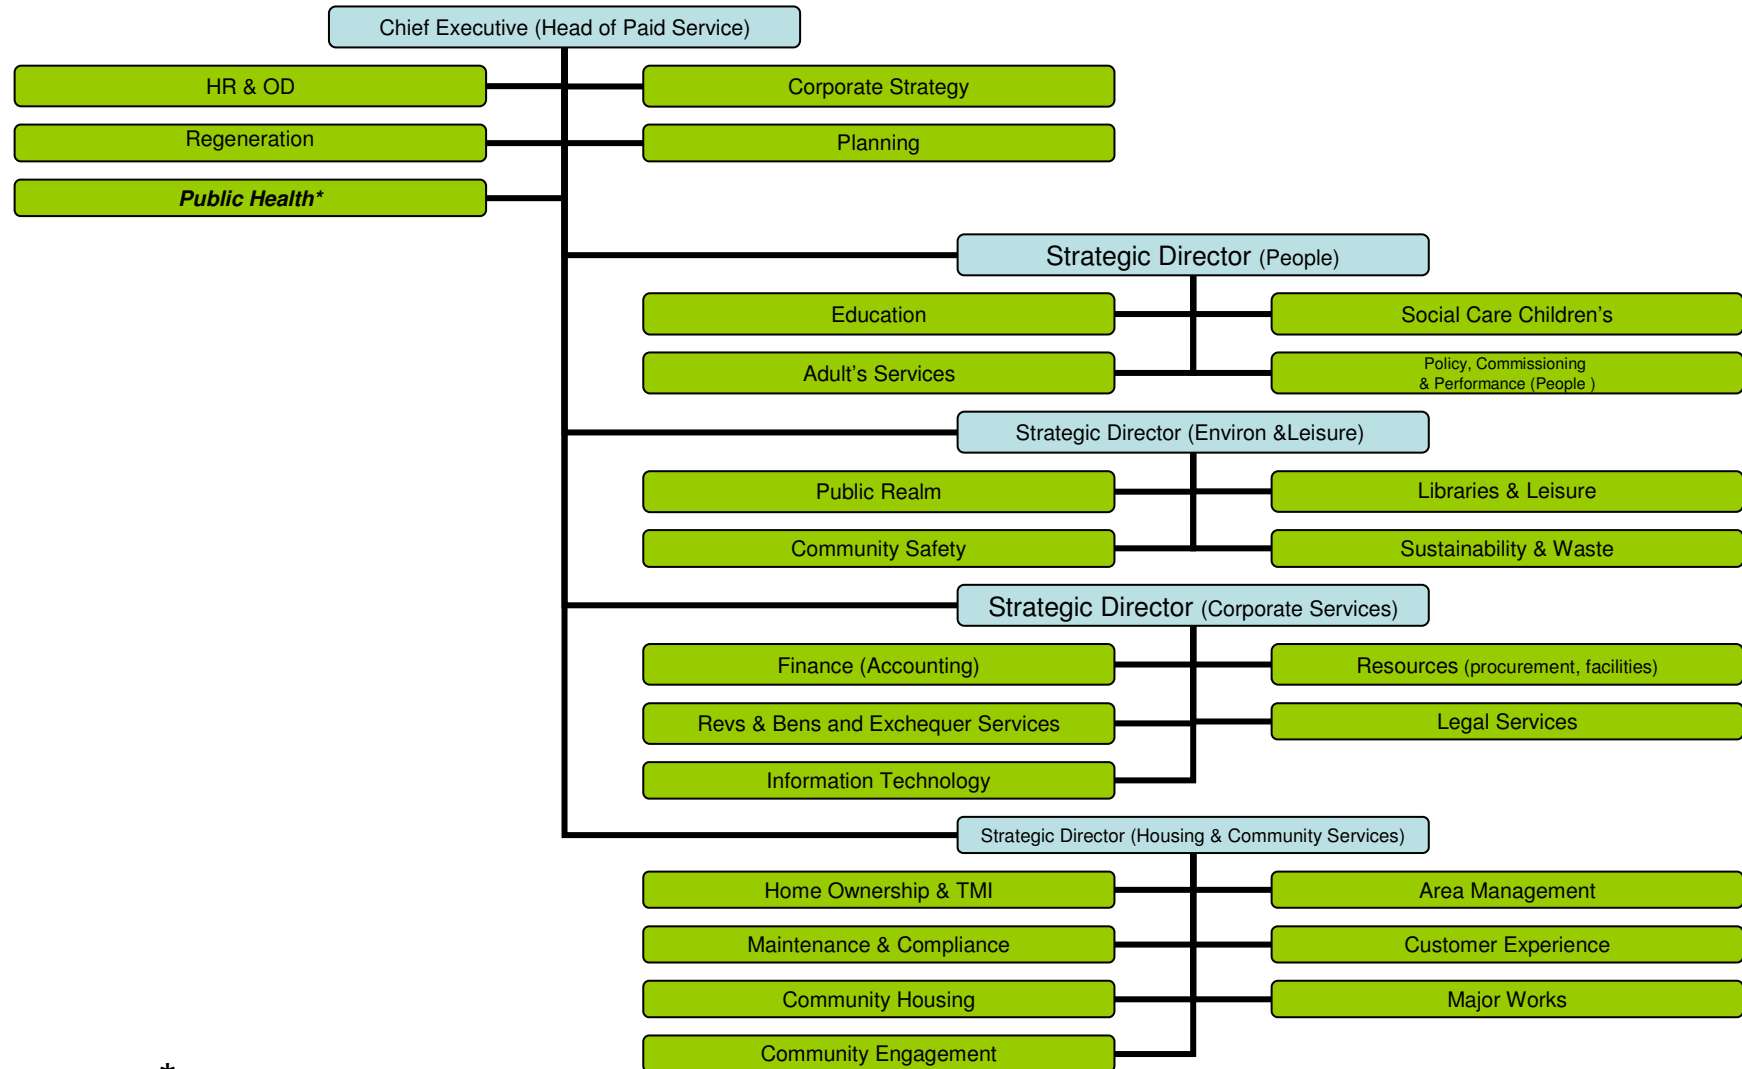 Chief Executive (Head of Paid Service)
HR & OD
Corporate Strategy
Regeneration
Planning
Public Health*
Strategic Director (People)
Education
Social Care Children’s
Adult’s Services
Policy, Commissioning
& Performance (People )
Strategic Director (Environ &Leisure)
Public Realm
Libraries & Leisure
Community Safety
Sustainability & Waste
Strategic Director (Corporate Services)
Finance (Accounting)
Resources (procurement, facilities)
Revs & Bens and Exchequer Services
Legal Services
Information Technology
Strategic Director (Housing & Community Services)
Home Ownership & TMI
Area Management
Maintenance & Compliance
Customer Experience
Community Housing
Major Works
Community Engagement
*